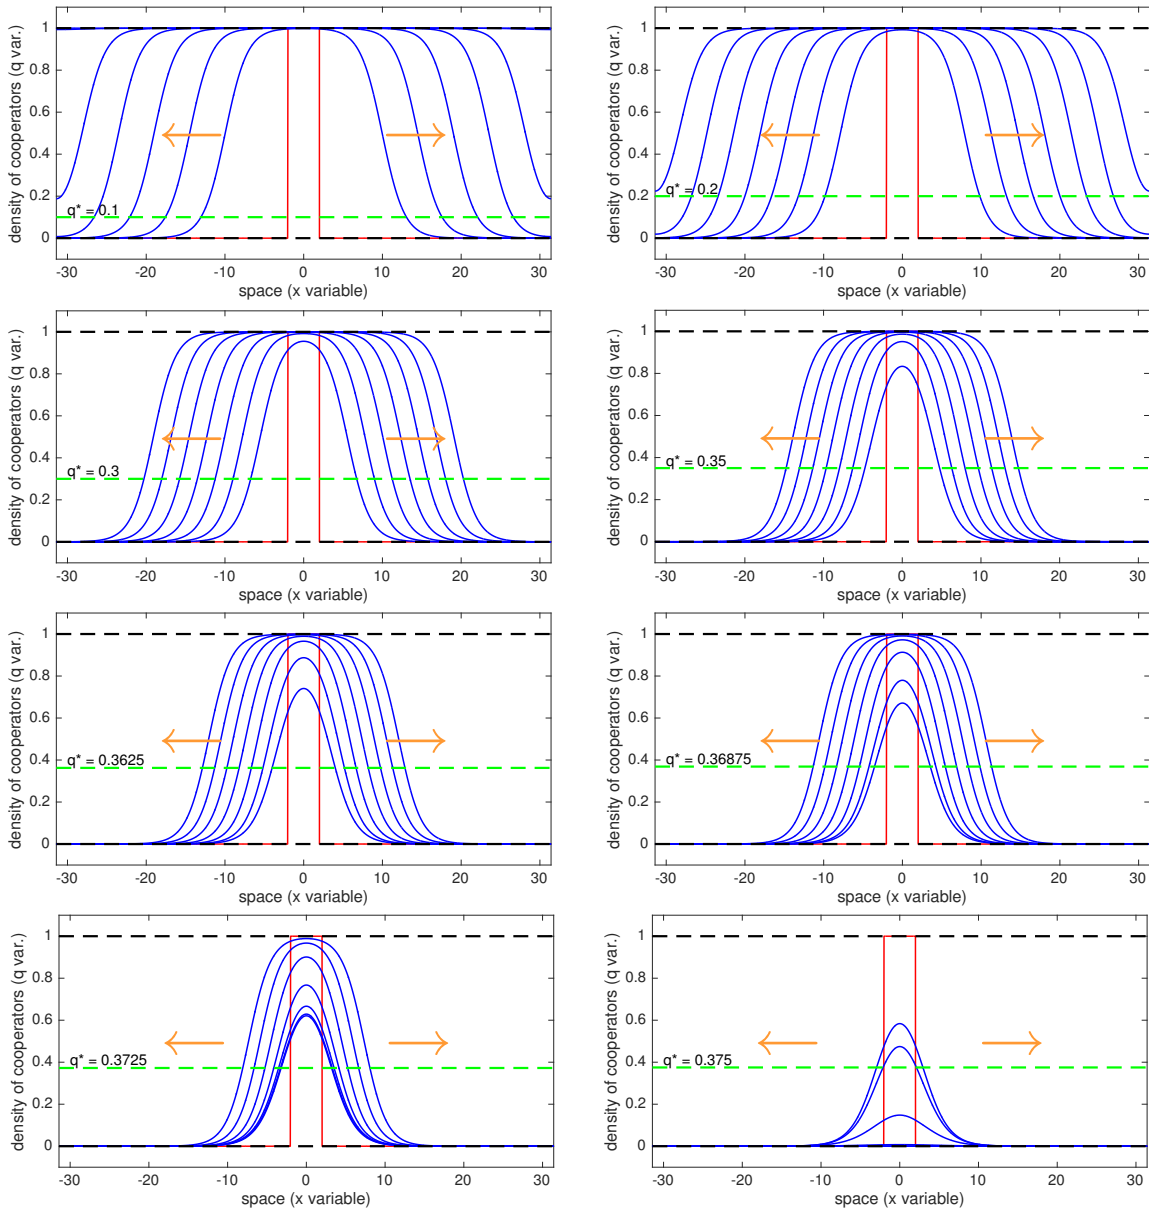 density of cooperators (q var.)
1
0.8
0.6
0.4
0.2
0
q* = 0.1
-30 -20 -10 0 10 20 30
space (x variable)
density of cooperators (q var.)
1
0.8
0.6
0.4
0.2
0
q* = 0.2
-30 -20 -10 0 10 20 30
space (x variable)
density of cooperators (q var.)
1
0.8
0.6
0.4
0.2
0
q* = 0.3
-30 -20 -10 0 10 20 30
space (x variable)
density of cooperators (q var.)
1
0.8
0.6
0.4
0.2
0
q* = 0.35
-30 -20 -10 0 10 20 30
space (x variable)
density of cooperators (q var.)
1
0.8
0.6
0.4
0.2
0
q* = 0.3625
-30 -20 -10 0 10 20 30
space (x variable)
density of cooperators (q var.)
1
0.8
0.6
0.4
0.2
0
q* = 0.36875
-30 -20 -10 0 10 20 30
space (x variable)
density of cooperators (q var.)
1
0.8
0.6
0.4
0.2
0
q* = 0.3725
-30 -20 -10 0 10 20 30
space (x variable)
density of cooperators (q var.)
1
0.8
0.6
0.4
0.2
0
q* = 0.375
-30 -20 -10 0 10 20 30
space (x variable)